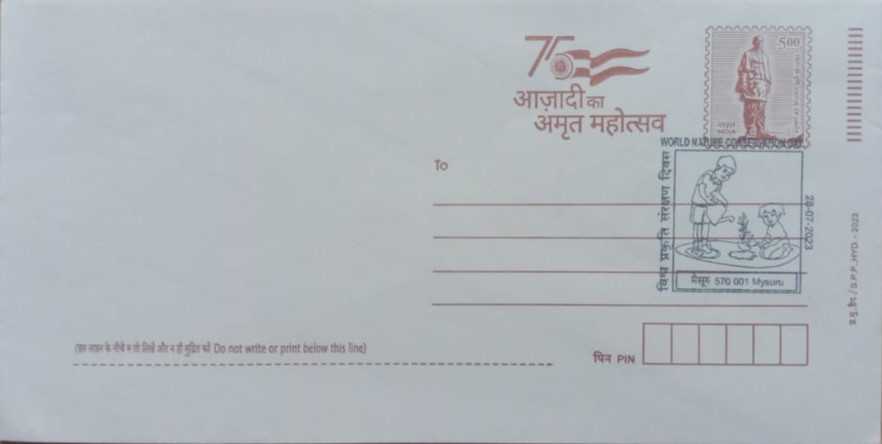 75
आज़ादी का
अमृत महोत्सव
5.00
भारत
INDIA
WORLD NATURE CONSERVATION DAY
विश्व प्रकृति संरक्षण दिवस
28-07-2023
मैसूरु 570 001 Mysuru
To
S.P.P. HYD. - 2023
(इस लाइन के नीचे न तो लिखें और न ही मुद्रित करें Do not write or print below this line)
पिन PIN